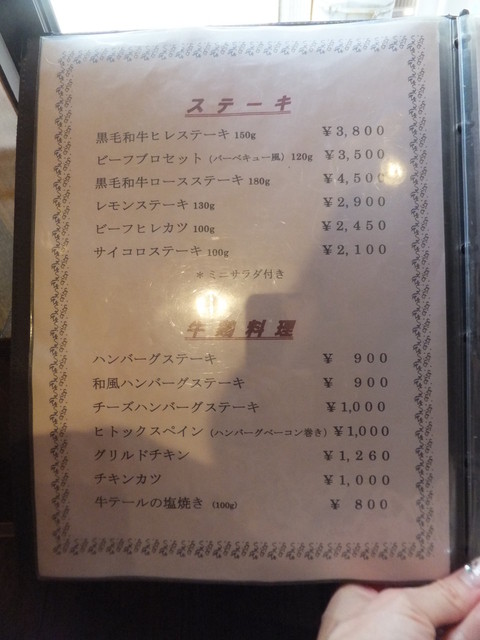 ステーキ
黒毛和牛ヒレステーキ 150g ￥3,800
ビーフブロセット (バーベキュー風) 120g ￥3,500
黒毛和牛ロースステーキ 180g ￥4,500
レモンステーキ 130g ￥2,900
ビーフヒレカツ 100g ￥2,450
サイコロステーキ 100g ￥2,100
＊ミニサラダ付き
牛鶏料理
ハンバーグステーキ ￥ 900
和風ハンバーグステーキ ￥ 900
チーズハンバーグステーキ ￥1,000
ヒトックスペイン (ハンバーグベーコン巻き) ￥1,000
グリルドチキン ￥1,260
チキンカツ ￥1,000
牛テールの塩焼き (100g) ￥ 800